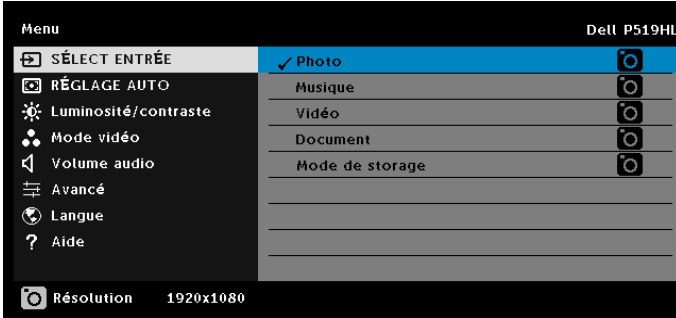 Menu Dell P519HL
SÉLECT ENTRÉE
RÉGLAGE AUTO
Luminosité/contraste
Mode vidéo
Volume audio
Avancé
Langue
? Aide
Photo
Musique
Vidéo
Document
Mode de storage
Résolution 1920x1080